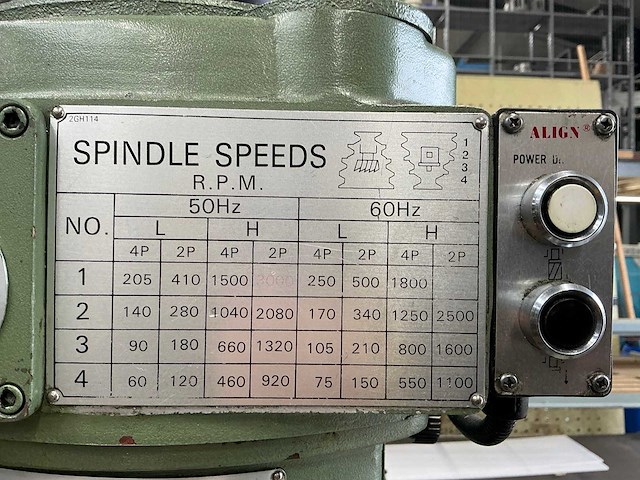 2GH114
SPINDLE SPEEDS
R.P.M.
1
2
3
4
NO. 50Hz 60Hz
L H L H
4P 2P 4P 2P 4P 2P 4P 2P
1 205 410 1500 3000 250 500 1800
2 140 280 1040 2080 170 340 1250 2500
3 90 180 660 1320 105 210 800 1600
4 60 120 460 920 75 150 550 1100
ALIGN®
POWER